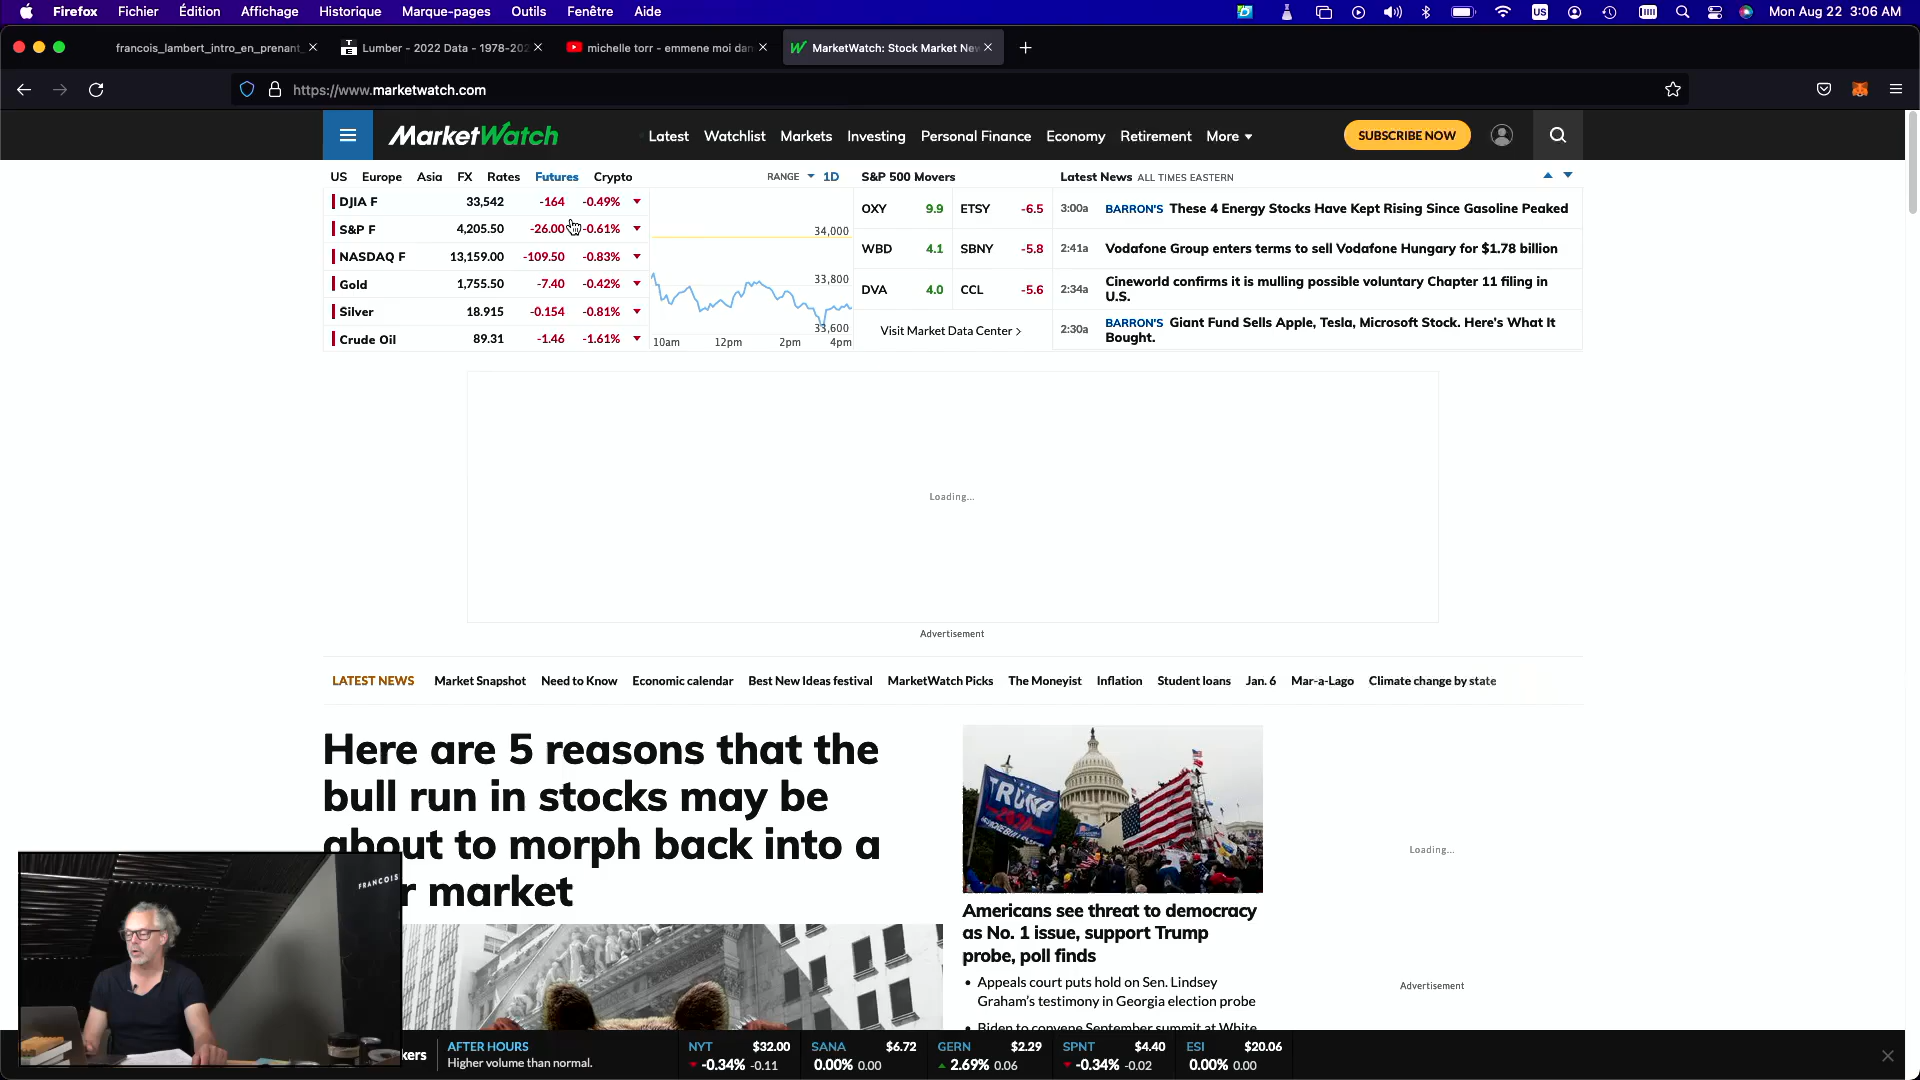 Firefox Fichier Édition Affichage Historique Marque-pages Outils Fenêtre Aide US Mon Aug 22 3:06 AM
francois_lambert_intro_en_prenant_ Lumber - 2022 Data - 1978-202 michelle torr - emmene moi dan MarketWatch: Stock Market New
https://www.marketwatch.com
MarketWatch Latest Watchlist Markets Investing Personal Finance Economy Retirement More SUBSCRIBE NOW
US Europe Asia FX Rates Futures Crypto RANGE 1D S&P 500 Movers Latest News ALL TIMES EASTERN
DJIA F 33,542 -164 -0.49%
S&P F 4,205.50 -26.00 -0.61%
NASDAQ F 13,159.00 -109.50 -0.83%
Gold 1,755.50 -7.40 -0.42%
Silver 18.915 -0.154 -0.81%
Crude Oil 89.31 -1.46 -1.61%
34,000
33,800
33,600
10am 12pm 2pm 4pm
OXY 9.9 ETSY -6.5
WBD 4.1 SBNY -5.8
DVA 4.0 CCL -5.6
Visit Market Data Center >
3:00a BARRON'S These 4 Energy Stocks Have Kept Rising Since Gasoline Peaked
2:41a Vodafone Group enters terms to sell Vodafone Hungary for $1.78 billion
2:34a Cineworld confirms it is mulling possible voluntary Chapter 11 filing in
U.S.
2:30a BARRON'S Giant Fund Sells Apple, Tesla, Microsoft Stock. Here's What It
Bought.
Loading...
Advertisement
LATEST NEWS Market Snapshot Need to Know Economic calendar Best New Ideas festival MarketWatch Picks The Moneyist Inflation Student loans Jan. 6 Mar-a-Lago Climate change by state
Here are 5 reasons that the
bull run in stocks may be
about to morph back into a
r market
TRUMP
2020
Americans see threat to democracy
as No. 1 issue, support Trump
probe, poll finds
• Appeals court puts hold on Sen. Lindsey
Graham's testimony in Georgia election probe
• Biden to convene September summit at White
Loading...
Advertisement
FRANCOIS
kers
AFTER HOURS
Higher volume than normal.
NYT $32.00
-0.34% -0.11
SANA $6.72
0.00% 0.00
GERN $2.29
2.69% 0.06
SPNT $4.40
-0.34% -0.02
ESI $20.06
0.00% 0.00